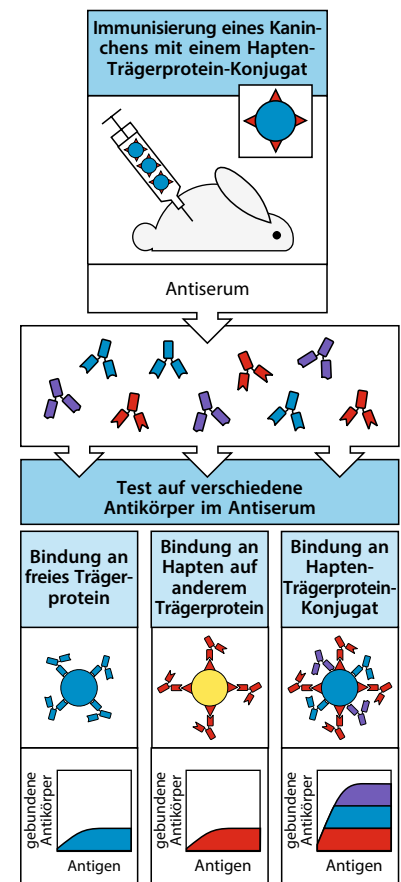 Immunisierung eines Kanin-
chens mit einem Hapten-
Trägerprotein-Konjugat
Antiserum
Test auf verschiedene
Antikörper im Antiserum
Bindung an
freies Träger-
protein
Bindung an
Hapten auf
anderem
Trägerprotein
Bindung an
Hapten-
Trägerprotein-
Konjugat
gebundene
Antikörper
Antigen
gebundene
Antikörper
Antigen
gebundene
Antikörper
Antigen